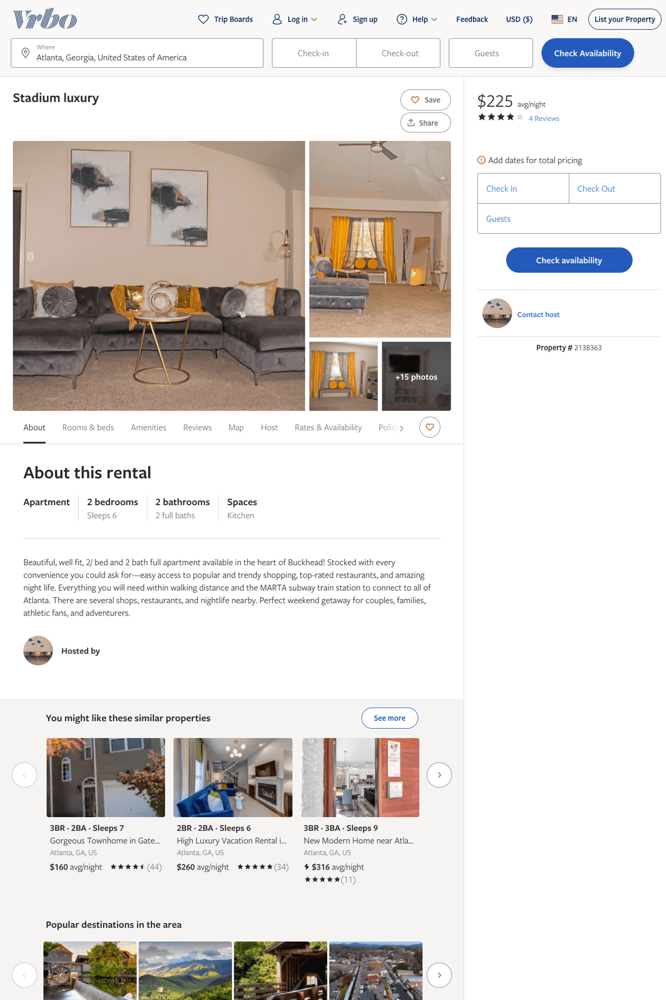 Vrbo
Trip Boards
Log in
Sign up
Help
Feedback
USD ($)
EN
List your Property
Where
Atlanta, Georgia, United States of America
Check-in
Check-out
Guests
Check Availability
Stadium luxury
Save
Share
$225 avg/night
4 Reviews
Add dates for total pricing
Check In
Check Out
Guests
Check availability
Contact host
Property # 2138363
+15 photos
About
Rooms & beds
Amenities
Reviews
Map
Host
Rates & Availability
Polici
About this rental
Apartment
2 bedrooms
Sleeps 6
2 bathrooms
2 full baths
Spaces
Kitchen
Beautiful, well fit, 2/ bed and 2 bath full apartment available in the heart of Buckhead! Stocked with every
convenience you could ask for—easy access to popular and trendy shopping, top-rated restaurants, and amazing
night life. Everything you will need within walking distance and the MARTA subway train station to connect to all of
Atlanta. There are several shops, restaurants, and nightlife nearby. Perfect weekend getaway for couples, families,
athletic fans, and adventurers.
Hosted by
You might like these similar properties
See more
3BR · 2BA · Sleeps 7
Gorgeous Townhome in Gate...
Atlanta, GA, US
$160 avg/night
(44)
2BR · 2BA · Sleeps 6
High Luxury Vacation Rental i...
Atlanta, GA, US
$260 avg/night
(34)
3BR · 3BA · Sleeps 9
New Modern Home near Atla...
Atlanta, GA, US
$316 avg/night
(11)
Popular destinations in the area